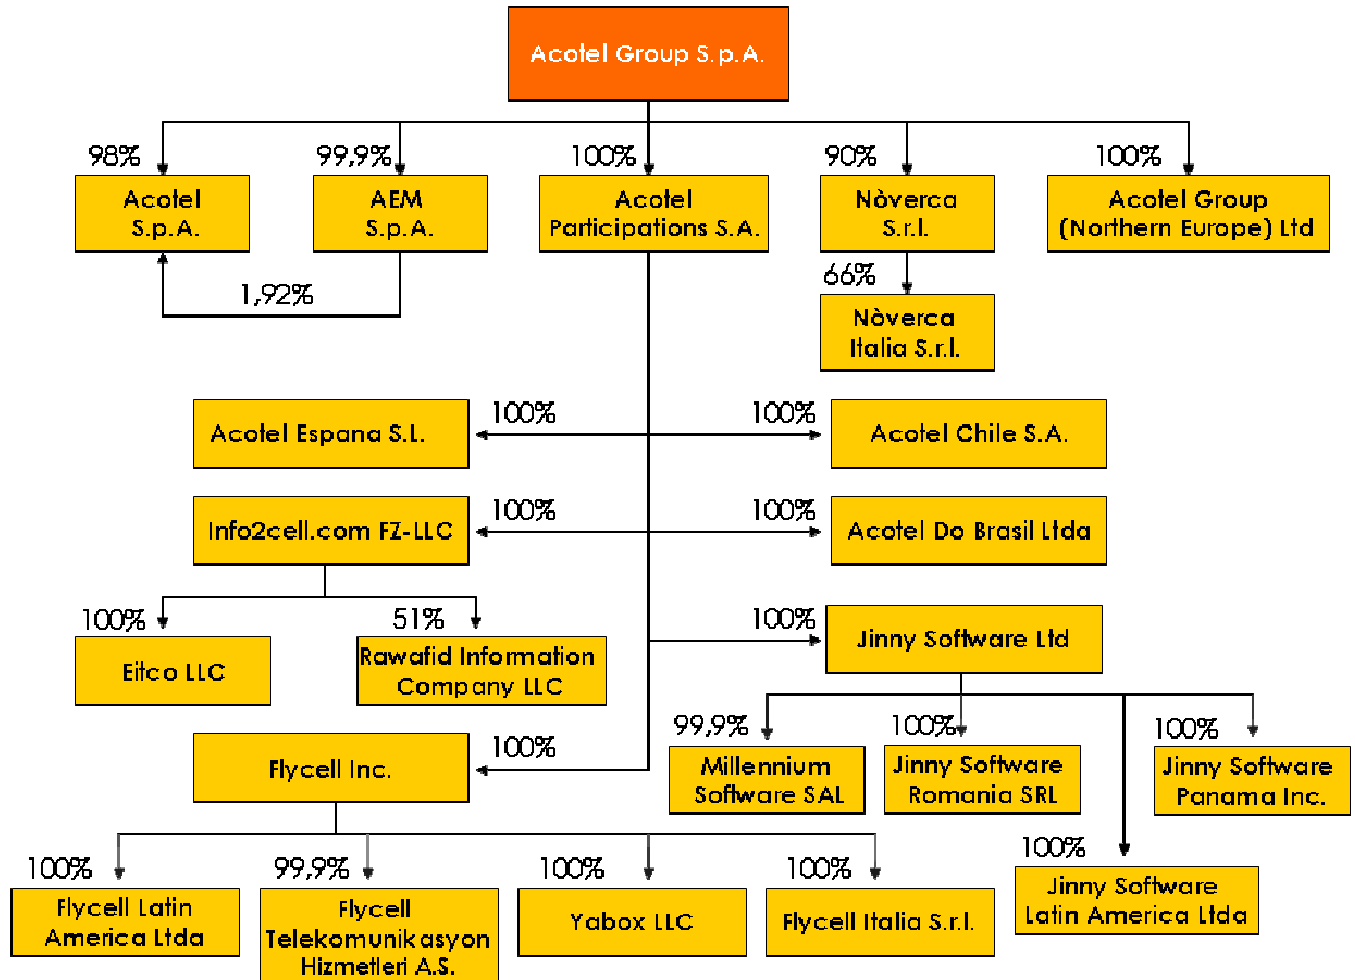 Acotel Group S.p.A.
98%
99,9%
100%
90%
100%
Acotel
S.p.A.
AEM
S.p.A.
Acotel
Participations S.A.
Nòverca
S.r.l.
Acotel Group
(Northern Europe) Ltd
1,92%
66%
Nòverca
Italia S.r.l.
100%
100%
Acotel Espana S.L.
Acotel Chile S.A.
100%
100%
Info2cell.com FZ-LLC
Acotel Do Brasil Ltda
100%
51%
100%
Eitco LLC
Rawafid Information
Company LLC
Jinny Software Ltd
100%
Flycell Inc.
99,9%
100%
100%
Millennium
Software SAL
Jinny Software
Romania SRL
Jinny Software
Panama Inc.
100%
99,9%
100%
100%
100%
Flycell Latin
America Ltda
Flycell
Telekomunikasyon
Hizmetleri A.S.
Yabox LLC
Flycell Italia S.r.l.
Jinny Software
Latin America Ltda